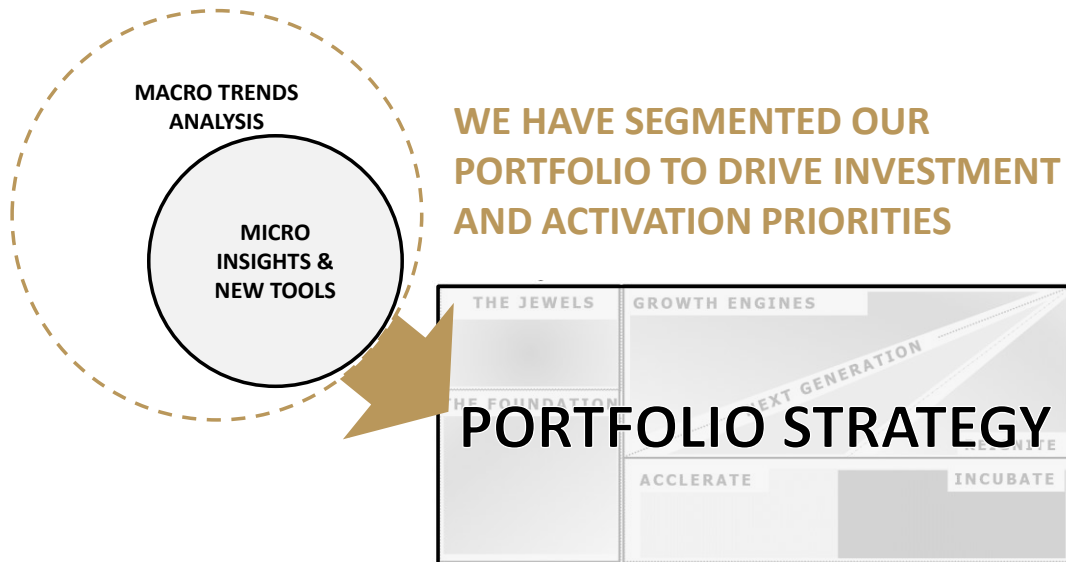 MACRO TRENDS
ANALYSIS
MICRO
INSIGHTS &
NEW TOOLS
WE HAVE SEGMENTED OUR
PORTFOLIO TO DRIVE INVESTMENT
AND ACTIVATION PRIORITIES
THE JEWELS
GROWTH ENGINES
NEXT GENERATION
THE FOUNDATION
PORTFOLIO STRATEGY
REIGNITE
ACCLERATE
INCUBATE